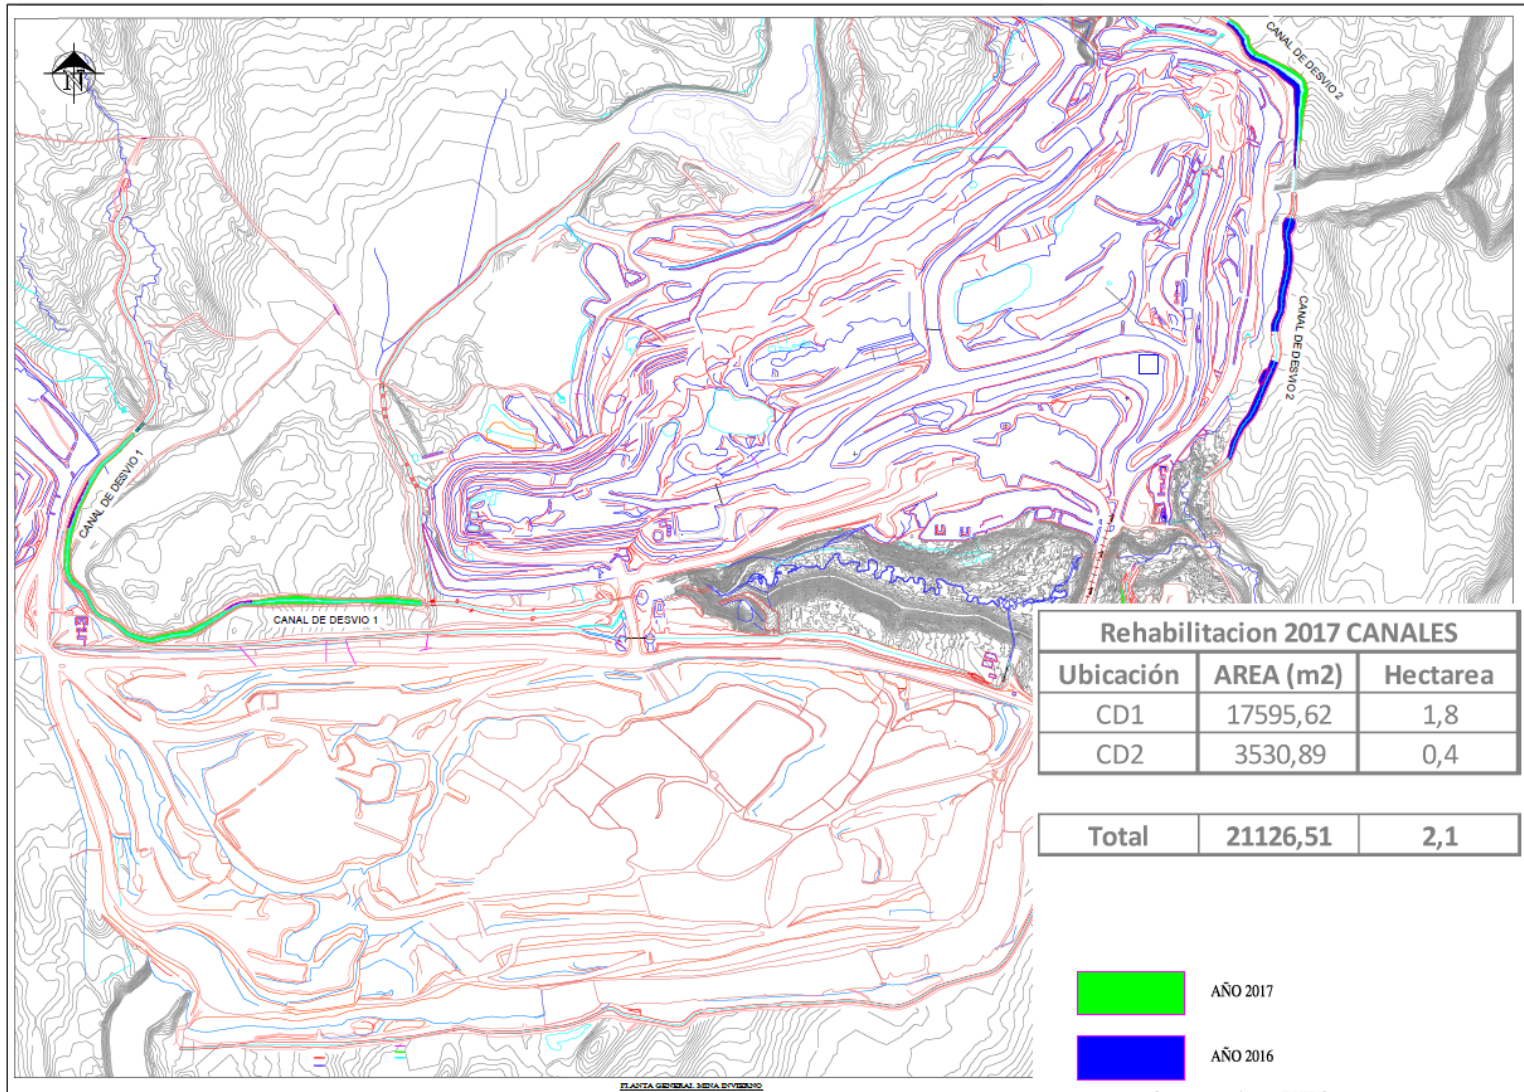 N
CANAL DE DESVIO 2
CANAL DE DESVIO 2
CANAL DE DESVIO 1
CANAL DE DESVIO 1
Rehabilitacion 2017 CANALES
Ubicación AREA (m2) Hectarea
CD1 17595,62 1,8
CD2 3530,89 0,4
Total 21126,51 2,1
AÑO 2017
AÑO 2016
PLANTA GENERAL MINA INVIERNO